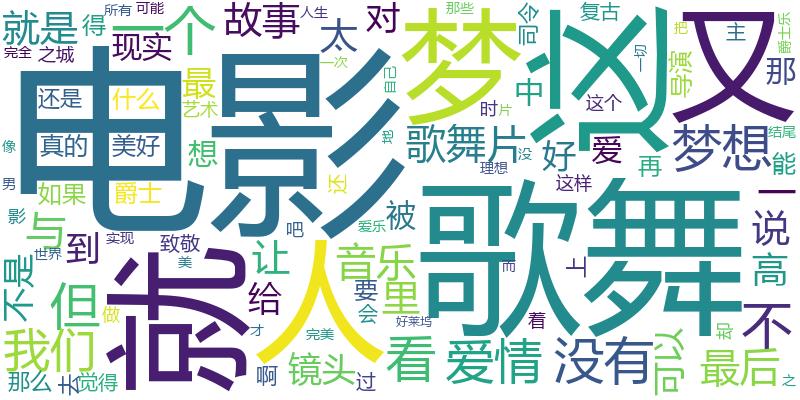 就是
一个
所有
可能
故事
人生
对
太
梦
那些
司令
复古
这
又
主
爵士乐
得
现实
之城
完全
电影
还是
什么
真的
美好
最
艺术
想
一次
自己
中
时
片
歌舞片
这个
一切
导演
把
那
梦想
结尾
能
像
男
如果
爵士
还
地
理想
没
好
爱
再
这样
影
与
到
实现
世界
致敬
美
吧
爱乐
被
歌舞
一
说
不是
就
人
让
音乐
而
上
高
但
给
要
会
里
着
好莱坞
不
我们
做
才
完美
看
爱情
没有
可以
却
最后
那么
去
觉得
啊
镜头
过
之